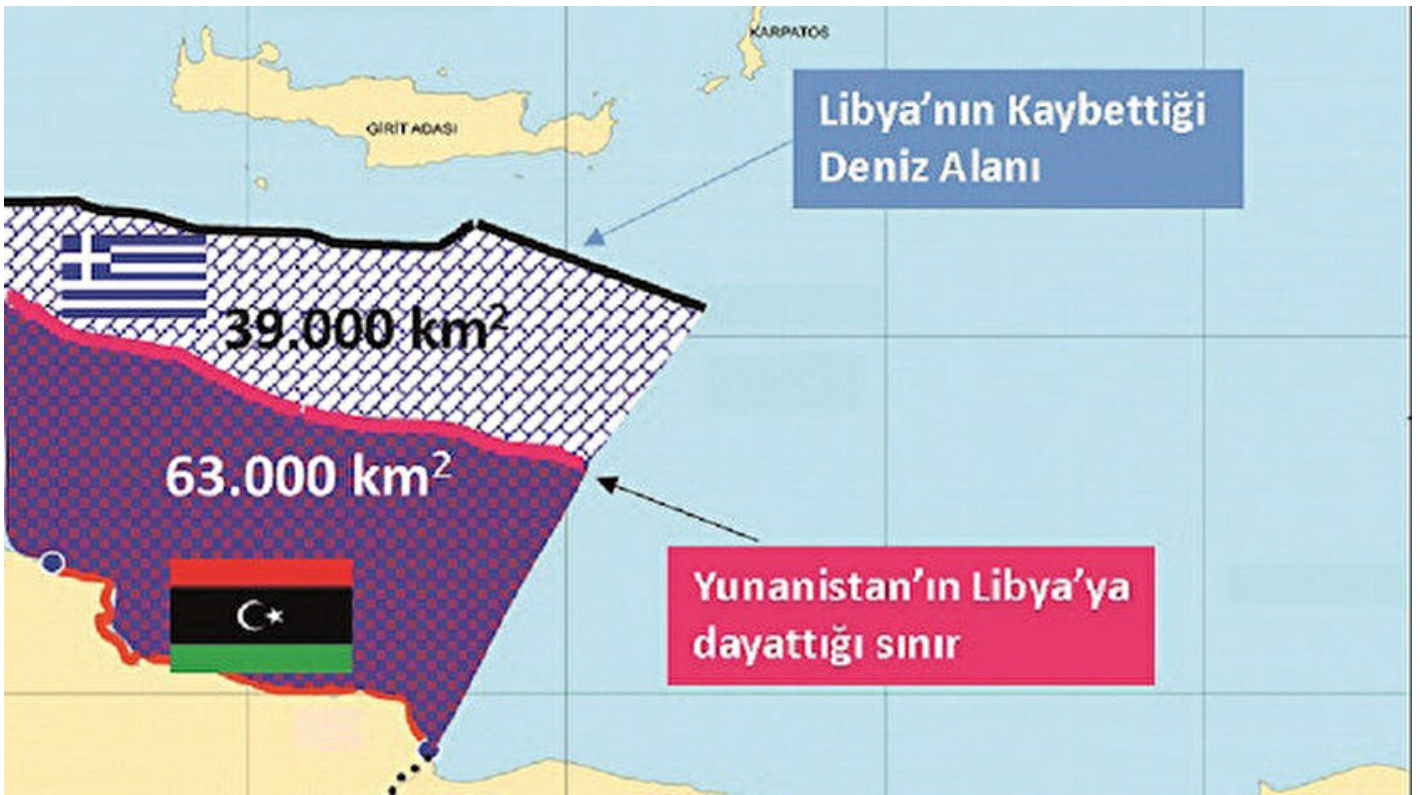 KARPATOS
Libya’nın Kaybettiği
Deniz Alanı
GİRİT ADASI
39.000 km²
63.000 km²
Yunanistan’ın Libya’ya
dayattığı sınır